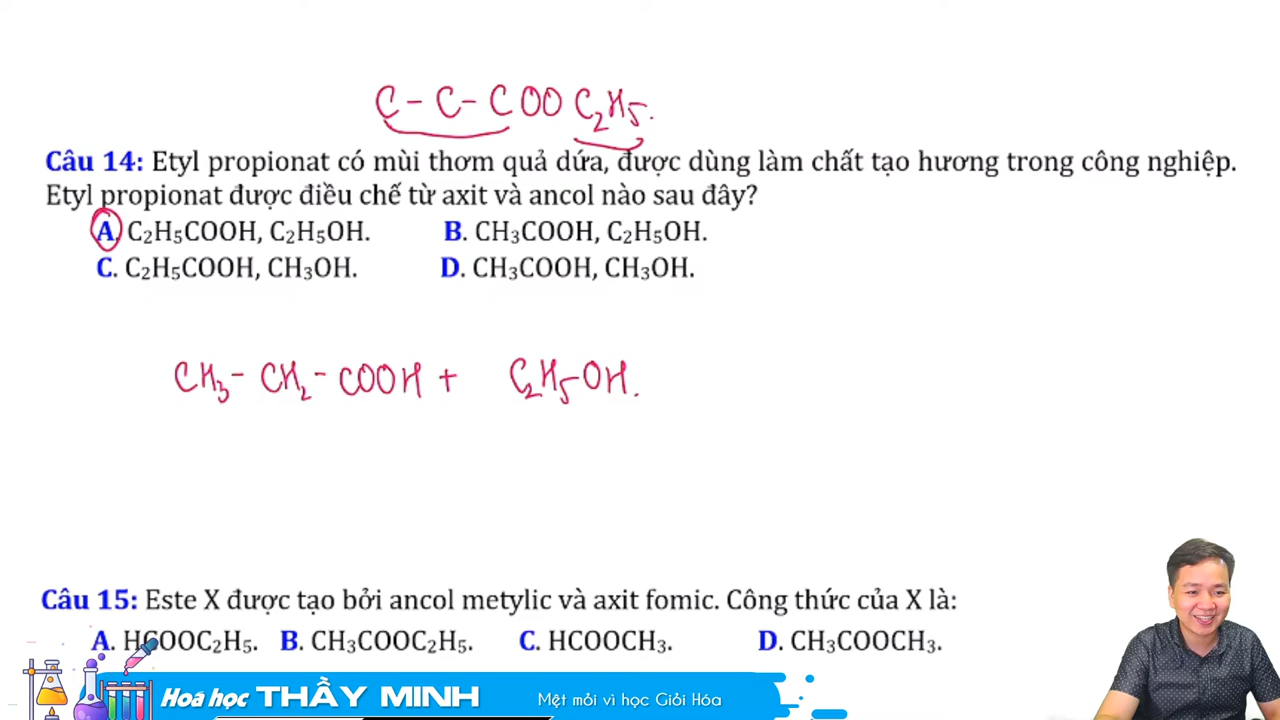 C - C - COO C₂H₅.
Câu 14: Etyl propionat có mùi thơm quả dứa, được dùng làm chất tạo hương trong công nghiệp.
Etyl propionat được điều chế từ axit và ancol nào sau đây?
A. C₂H₅COOH, C₂H₅OH. B. CH₃COOH, C₂H₅OH.
C. C₂H₅COOH, CH₃OH. D. CH₃COOH, CH₃OH.
CH₃ - CH₂ - COOH + C₂H₅OH.
Câu 15: Este X được tạo bởi ancol metylic và axit fomic. Công thức của X là:
A. HCOOC₂H₅. B. CH₃COOC₂H₅. C. HCOOCH₃. D. CH₃COOCH₃.
Hoá học THẦY MINH Mệt mỏi vì học Giỏi Hóa